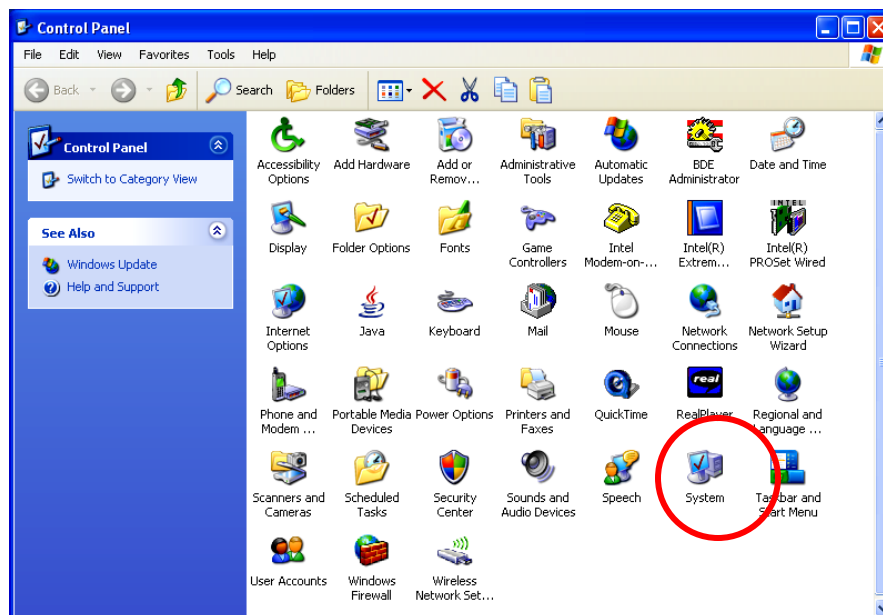 Control Panel
File Edit View Favorites Tools Help
Back Search Folders
Control Panel
Switch to Category View
See Also
Windows Update
Help and Support
Accessibility Options
Add Hardware
Add or Remov...
Administrative Tools
Automatic Updates
BDE Administrator
Date and Time
Display
Folder Options
Fonts
Game Controllers
Intel Modem-on-...
Intel(R) Extrem...
INTEL
Intel(R) PROSet Wired
Internet Options
Java
Keyboard
Mail
Mouse
Network Connections
Network Setup Wizard
Phone and Modem ...
Portable Media Devices
Power Options
Printers and Faxes
QuickTime
real
RealPlayer
Regional and Language ...
Scanners and Cameras
Scheduled Tasks
Security Center
Sounds and Audio Devices
Speech
System
Taskbar and Start Menu
User Accounts
Windows Firewall
Wireless Network Set...